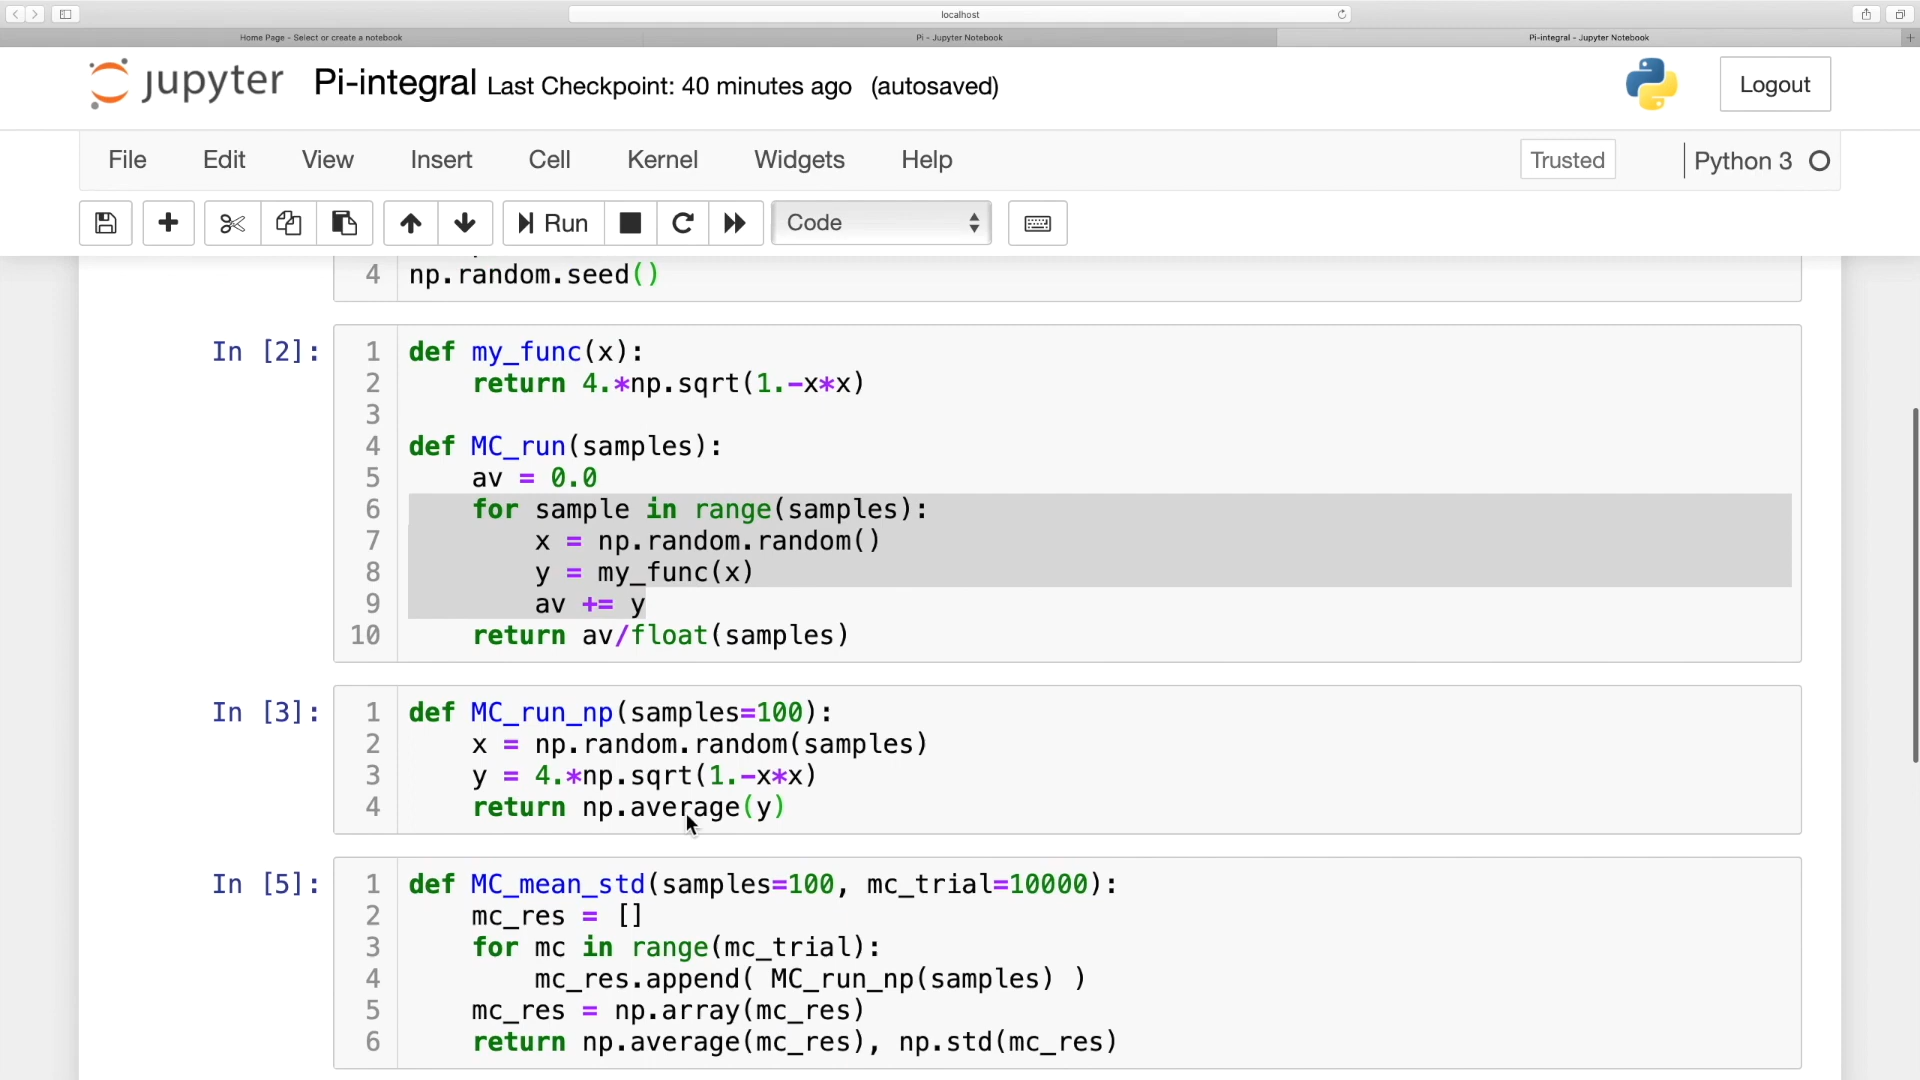 localhost
Home Page - Select or create a notebook
Pi - Jupyter Notebook
Pi-integral - Jupyter Notebook
jupyter Pi-integral Last Checkpoint: 40 minutes ago (autosaved)
Logout
File Edit View Insert Cell Kernel Widgets Help
Trusted
Python 3
Run
Code
4 np.random.seed()
In [2]:
1 def my_func(x):
2     return 4.*np.sqrt(1.-x*x)
3
4 def MC_run(samples):
5     av = 0.0
6     for sample in range(samples):
7         x = np.random.random()
8         y = my_func(x)
9         av += y
10     return av/float(samples)
In [3]:
1 def MC_run_np(samples=100):
2     x = np.random.random(samples)
3     y = 4.*np.sqrt(1.-x*x)
4     return np.average(y)
In [5]:
1 def MC_mean_std(samples=100, mc_trial=10000):
2     mc_res = []
3     for mc in range(mc_trial):
4         mc_res.append( MC_run_np(samples) )
5     mc_res = np.array(mc_res)
6     return np.average(mc_res), np.std(mc_res)